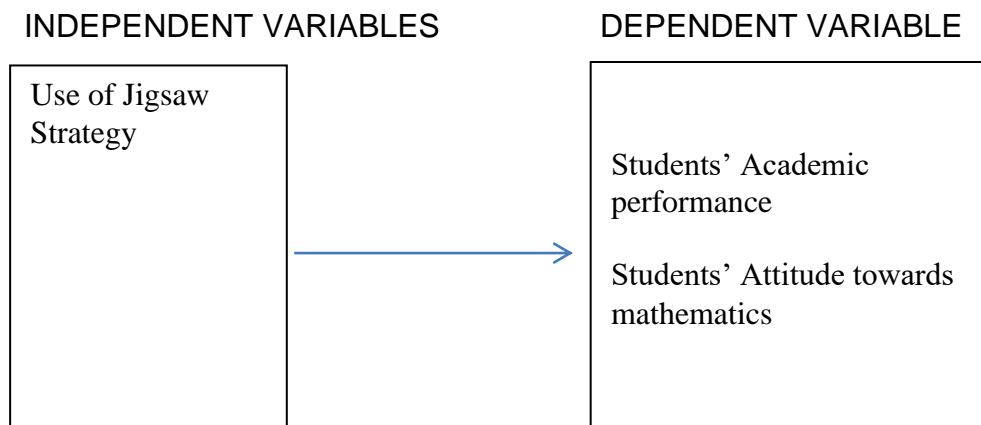 INDEPENDENT VARIABLES
DEPENDENT VARIABLE
Use of Jigsaw
Strategy
Students’ Academic
performance
Students’ Attitude towards
mathematics